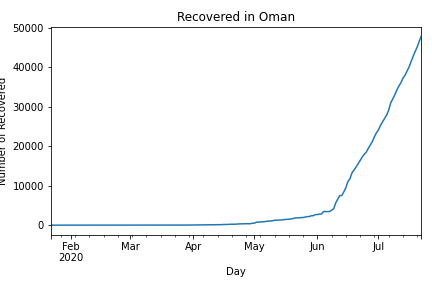 Recovered in Oman
50000
40000
30000
20000
10000
0
Number of Recovered
Feb
2020
Mar
Apr
May
Jun
Jul
Day